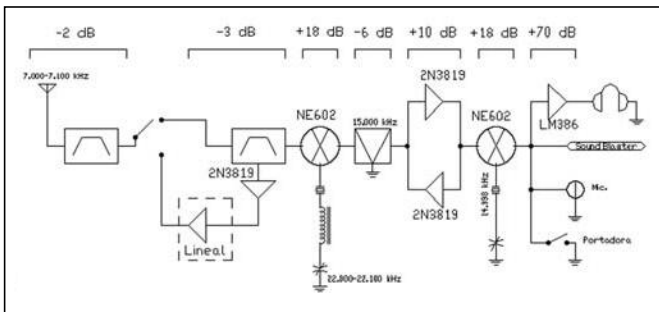 -2 dB
-3 dB
+18 dB
-6 dB
+10 dB
+18 dB
+70 dB
7.000-7.100 kHz
2N3819
NE602
15.000 kHz
NE602
LM386
Sound Blaster
2N3819
2N3819
14.998 kHz
Mic.
Lineal
Portadora
22.000-22.100 kHz